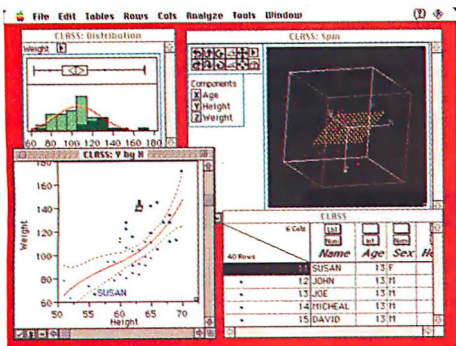 File Edit Tables Rows Cols Analyze Tools Window
CLASS: Distribution
Weight
60 80 100 120 140 160 180
CLASS: Spin
Components
X Age
Y Height
Z Weight
CLASS: Y by X
180
160
140
120
100
80
60
Weight
SUSAN
50 55 60 65 70
Height
CLASS
6 Cols
40 Rows
Name Age Sex
11 SUSAN 13 F
12 JOHN 13 M
13 JOE 13 M
14 MICHEAL 13 M
15 DAVID 13 M